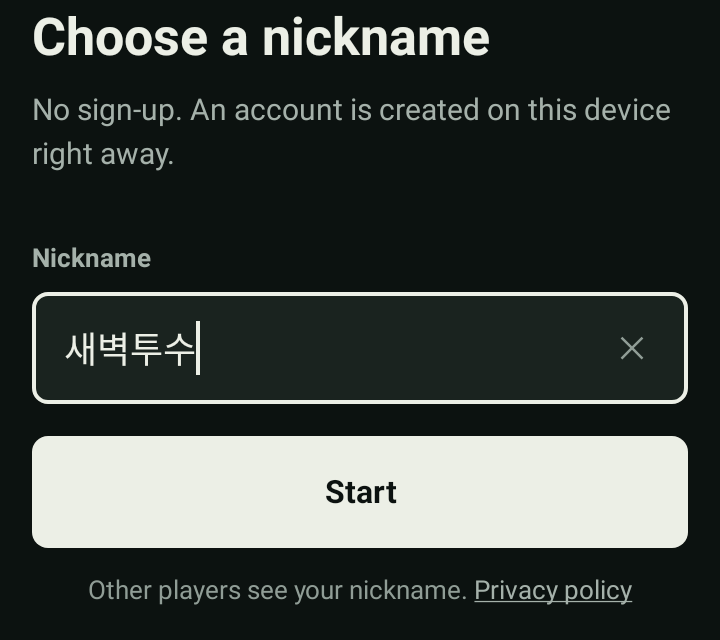 Choose a nickname
No sign-up. An account is created on this device
right away.
Nickname
새벽투수
Start
Other players see your nickname. Privacy policy